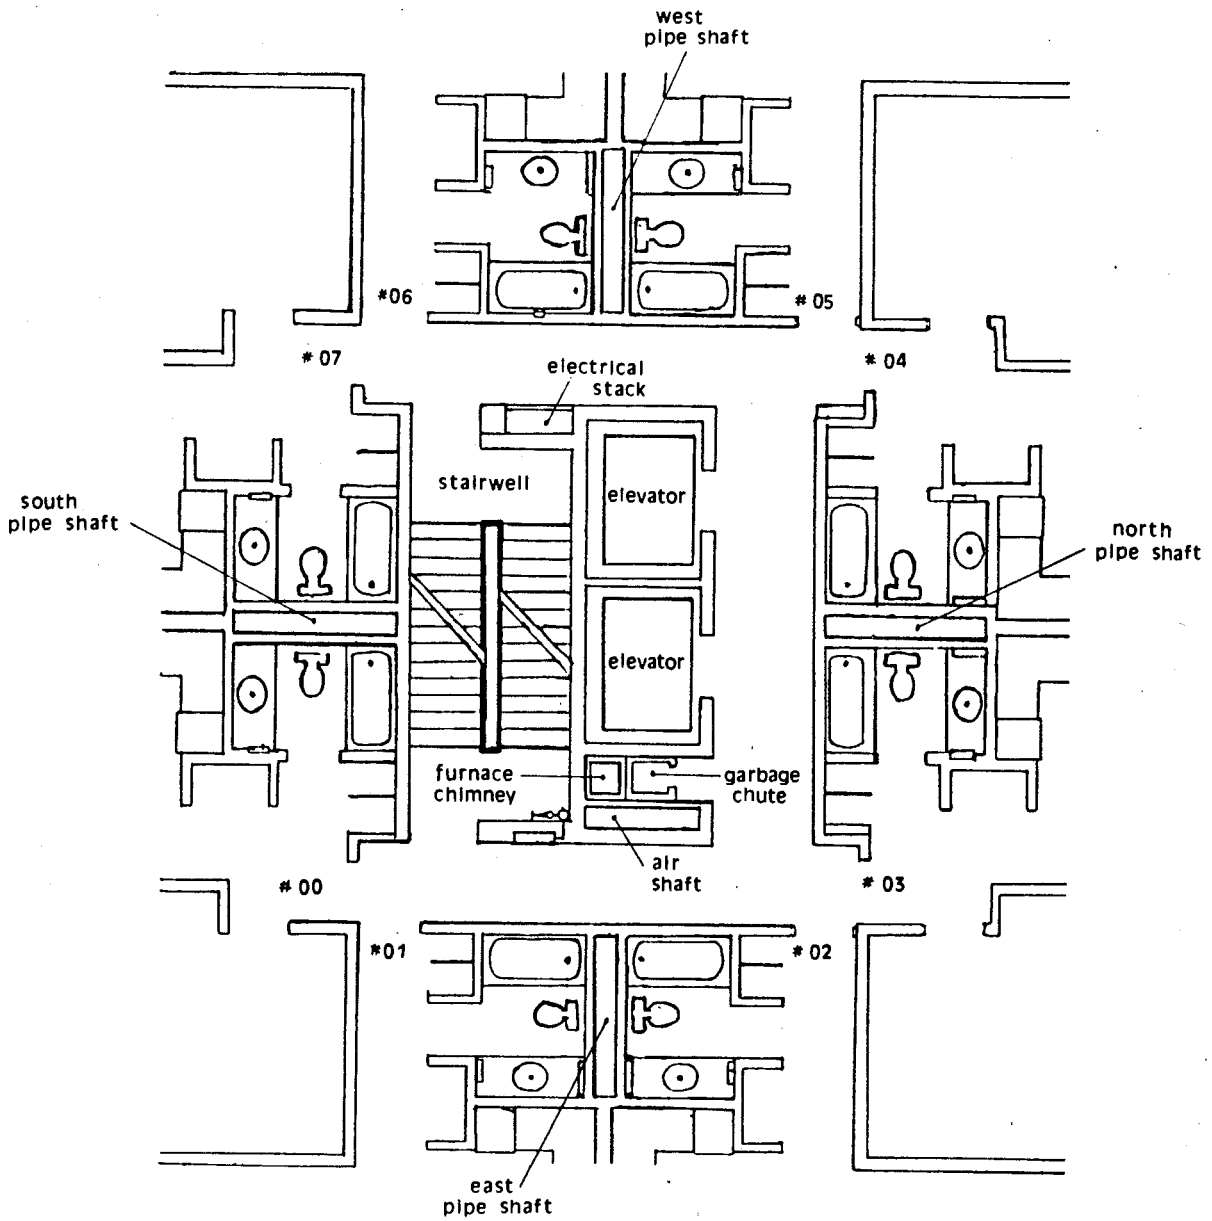 west
pipe shaft
#06
#05
#07
#04
electrical
stack
stairwell
elevator
south
pipe shaft
north
pipe shaft
elevator
furnace
chimney
garbage
chute
air
shaft
#00
#03
#01
#02
east
pipe shaft